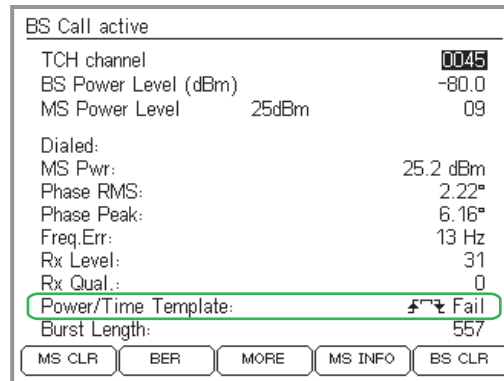 BS Call active
TCH channel 0045
BS Power Level (dBm) -80.0
MS Power Level 25dBm 09
Dialed:
MS Pwr: 25.2 dBm
Phase RMS: 2.22°
Phase Peak: 6.16°
Freq.Err: 13 Hz
Rx Level: 31
Rx Qual.: 0
Power/Time Template: Fail
Burst Length: 557
MS CLR BER MORE MS INFO BS CLR